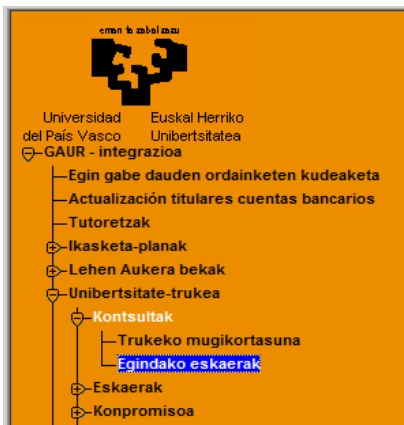 eman ta zabal zazu
Universidad Euskal Herriko
del País Vasco Unibertsitatea
GAUR - integrazioa
Egin gabe dauden ordainketen kudeaketa
Actualización titulares cuentas bancarios
Tutoretzak
Ikasketa-planak
Lehen Aukera bekak
Unibertsitate-trukea
Kontsultak
Trukeko mugikortasuna
Egindako eskaerak
Eskaerak
Konpromisoa